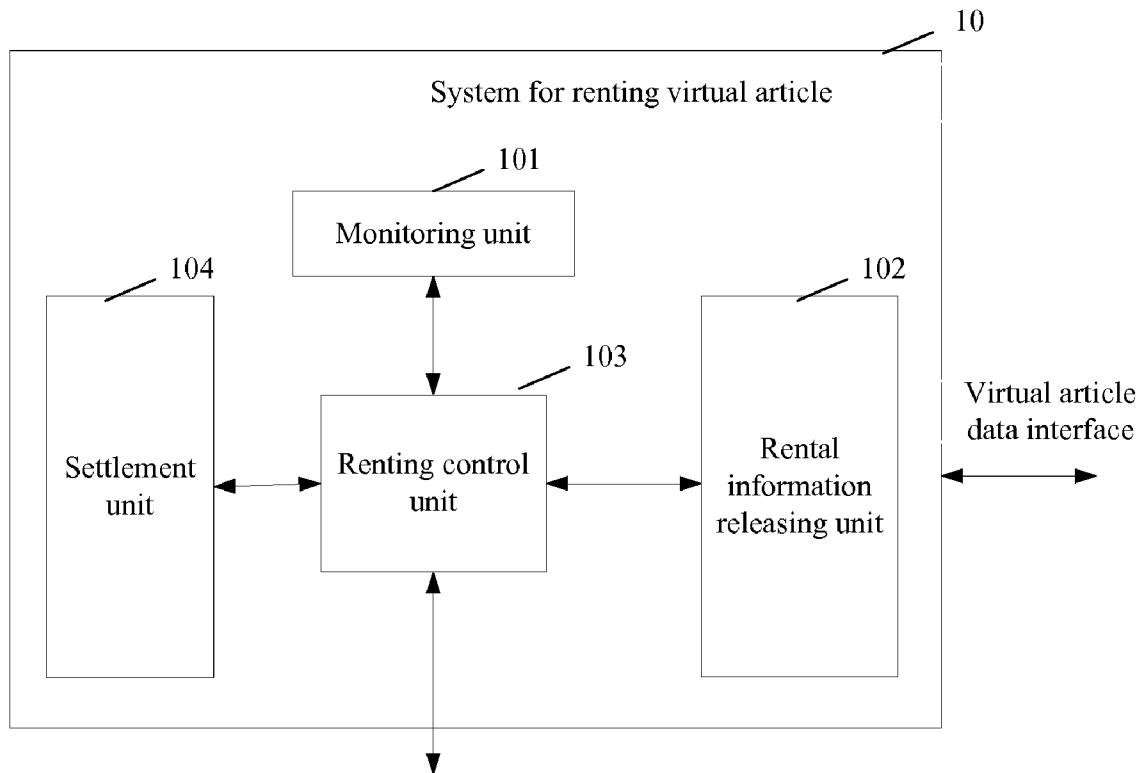 10
System for renting virtual article
101
Monitoring unit
104
102
103
Virtual article
data interface
Settlement
unit
Renting control
unit
Rental
information
releasing unit